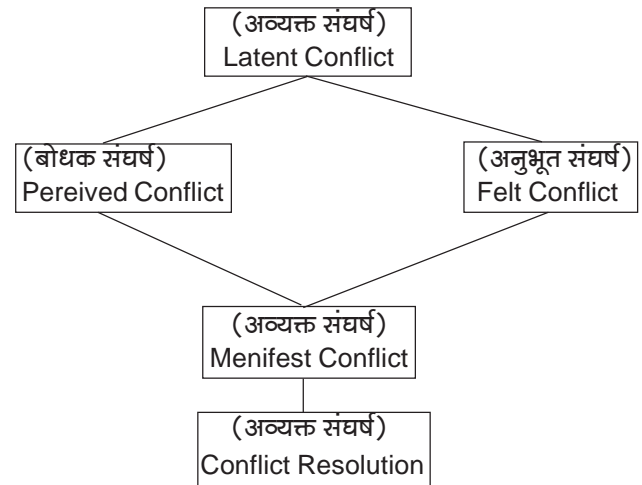 (अव्यक्त संघर्ष)
Latent Conflict
(बोधक संघर्ष)
Pereived Conflict
(अनुभूत संघर्ष)
Felt Conflict
(अव्यक्त संघर्ष)
Menifest Conflict
(अव्यक्त संघर्ष)
Conflict Resolution